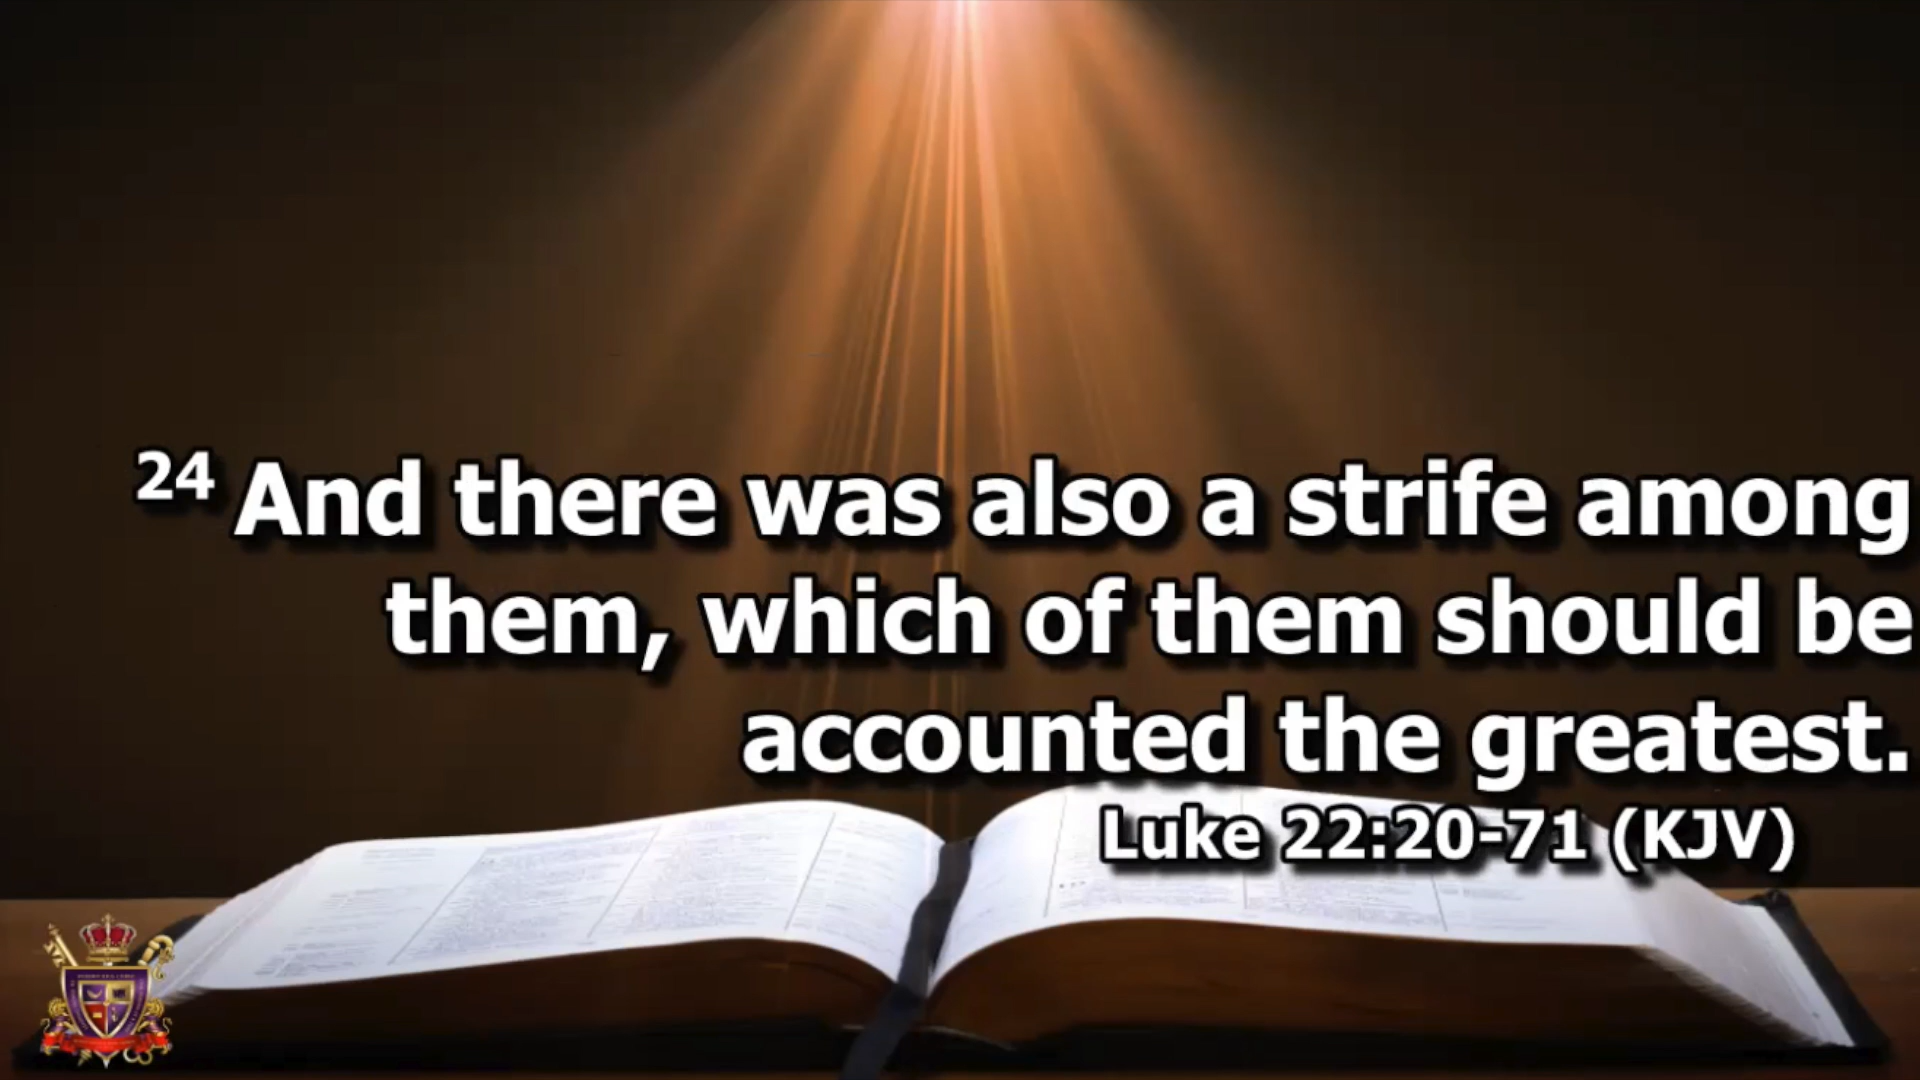 24 And there was also a strife among
them, which of them should be
accounted the greatest.
Luke 22:20-71 (KJV)